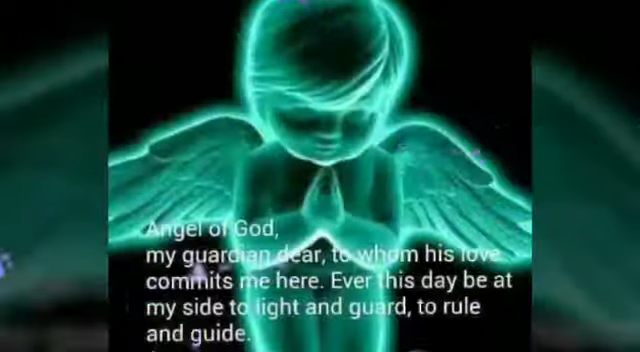 Angel of God,
my guardian dear, to whom his love
commits me here. Ever this day be at
my side to light and guard, to rule
and guide.